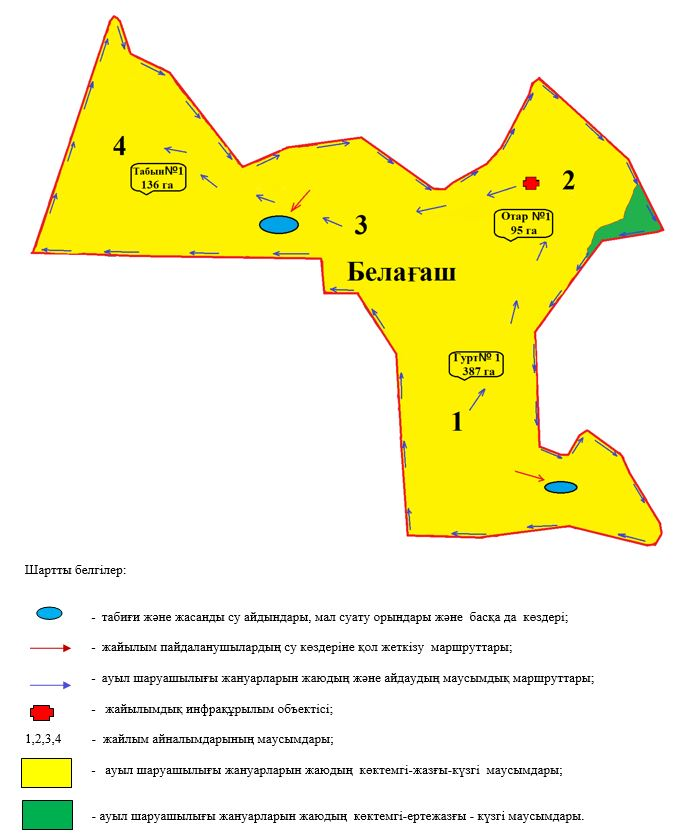 4
Табын№1
136 га
2
Отар №1
95 га
3
Белағаш
Гурт№ 1
387 га
1
Шартты белгілер:
- табиғи және жасанды су айдындары, мал суату орындары және басқа да көздері;
- жайылым пайдаланушылардың су көздеріне қол жеткізу маршруттары;
- ауыл шаруашылығы жануарларын жаюдың және айдаудың маусымдық маршруттары;
- жайылымдық инфрақұрылым объектісі;
1,2,3,4 - жайлым айналымдарының маусымдары;
- ауыл шаруашылығы жануарларын жаюдың көктемгі-жазғы-күзгі маусымдары;
- ауыл шаруашылығы жануарларын жаюдың көктемгі-ертежазғы - күзгі маусымдары.